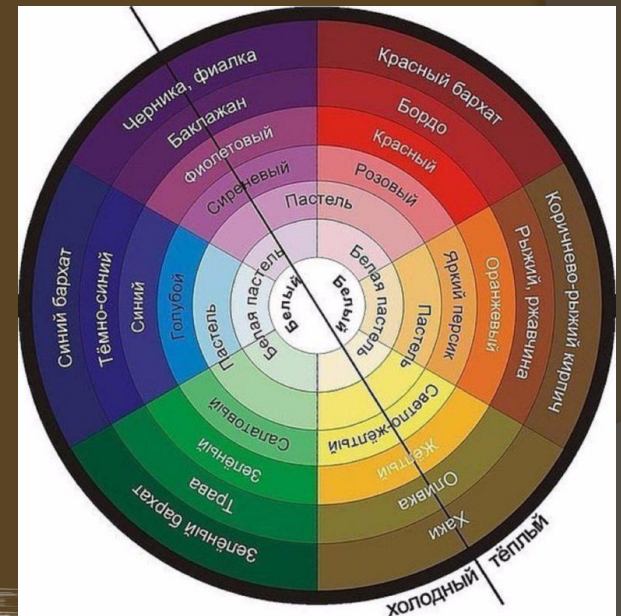 Черника, фиалка
Баклажан
Фиолетовый
Сиреневый
Пастель
Красный бархат
Бордо
Красный
Розовый
Коричнево-рыжий кирпич
Рыжий, ржавчина
Оранжевый
Яркий персик
Пастель
Белая пастель
Белый
Синий бархат
Тёмно-синий
Синий
Голубой
Пастель
Белая пастель
Белый
Светло-жёлтый
Жёлтый
Оливка
Хаки
Салатовый
Зелёный
Трава
Зелёный бархат
холодный
тёплый